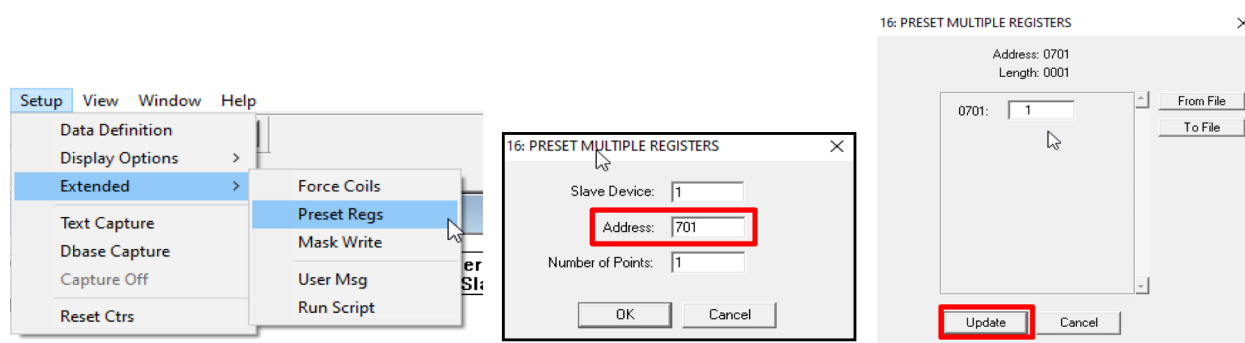 Setup View Window Help
Data Definition
Display Options >
Extended >
Text Capture
Dbase Capture
Capture Off
Reset Ctrs
Force Coils
Preset Regs
Mask Write
User Msg
Run Script
er
Sla
16: PRESET MULTIPLE REGISTERS
Slave Device: 1
Address: 701
Number of Points: 1
OK Cancel
16: PRESET MULTIPLE REGISTERS
Address: 0701
Length: 0001
0701: 1
From File
To File
Update Cancel